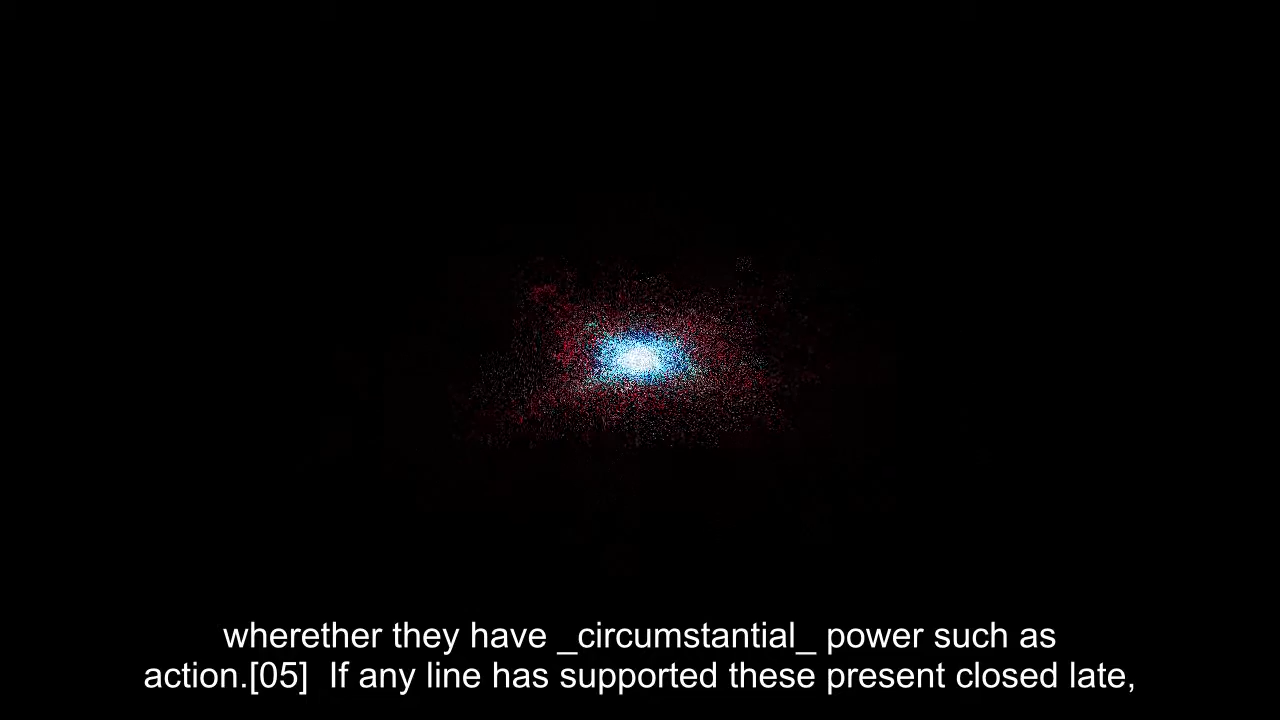 wherether they have _circumstantial_ power such as
action.[05]  If any line has supported these present closed late,